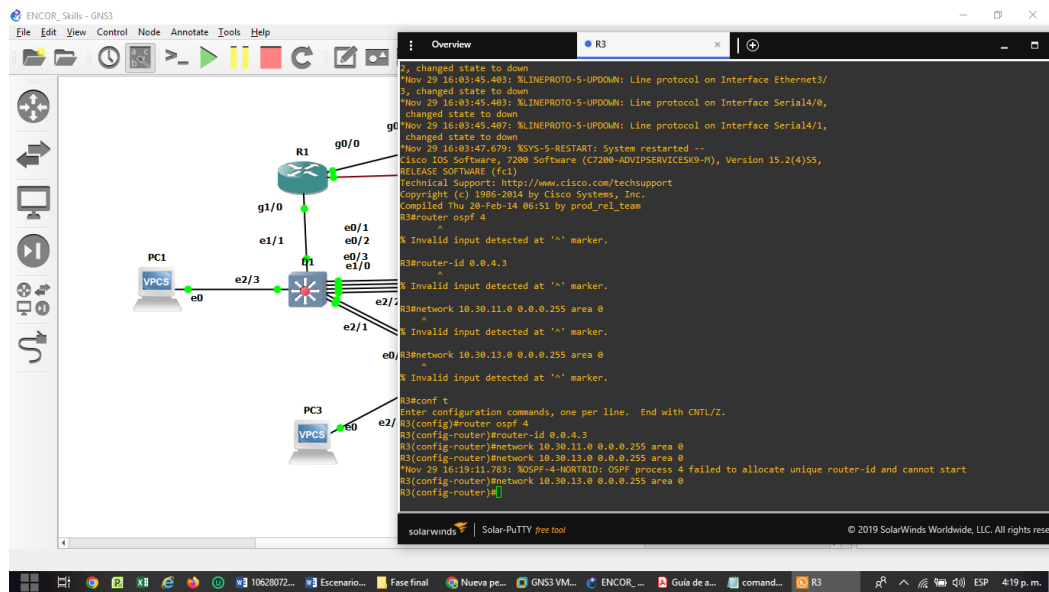 ENCOR_Skills - GNS3
File Edit View Control Node Annotate Tools Help
Overview
R3
2, changed state to down
*Nov 29 16:03:45.403: %LINEPROTO-5-UPDOWN: Line protocol on Interface Ethernet3/
3, changed state to down
*Nov 29 16:03:45.403: %LINEPROTO-5-UPDOWN: Line protocol on Interface Serial4/0,
changed state to down
*Nov 29 16:03:45.407: %LINEPROTO-5-UPDOWN: Line protocol on Interface Serial4/1,
changed state to down
*Nov 29 16:03:47.679: %SYS-5-RESTART: System restarted --
Cisco IOS Software, 7200 Software (C7200-ADVIPSERVICESK9-M), Version 15.2(4)S5,
RELEASE SOFTWARE (fc1)
Technical Support: http://www.cisco.com/techsupport
Copyright (c) 1986-2014 by Cisco Systems, Inc.
Compiled Thu 20-Feb-14 06:51 by prod_rel_team
R3#router ospf 4
^
% Invalid input detected at '^' marker.
R3#router-id 0.0.4.3
^
% Invalid input detected at '^' marker.
R3#network 10.30.11.0 0.0.0.255 area 0
^
% Invalid input detected at '^' marker.
R3#network 10.30.13.0 0.0.0.255 area 0
^
% Invalid input detected at '^' marker.
R3#conf t
Enter configuration commands, one per line. End with CNTL/Z.
R3(config)#router ospf 4
R3(config-router)#router-id 0.0.4.3
R3(config-router)#network 10.30.11.0 0.0.0.255 area 0
R3(config-router)#network 10.30.13.0 0.0.0.255 area 0
*Nov 29 16:19:11.783: %OSPF-4-NORTRID: OSPF process 4 failed to allocate unique router-id and cannot start
R3(config-router)#network 10.30.13.0 0.0.0.255 area 0
R3(config-router)#
solarwinds Solar-PuTTY free tool
© 2019 SolarWinds Worldwide, LLC. All rights rese
g0/0
R1
g1/0
e0/1
e1/1
e0/2
e0/3
D1
e1/0
PC1
VPCS
e0
e2/3
e2/2
e2/1
e0/
PC3
VPCS
e0
e2/
10628072...
Escenario...
Fase final
Nueva pe...
GNS3 VM...
ENCOR_...
Guía de a...
comand...
R3
ESP
4:19 p. m.